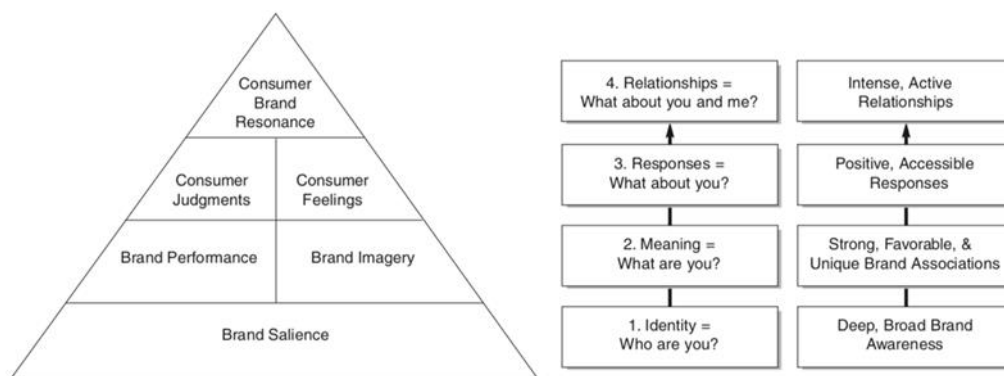 Consumer
Brand
Resonance
Consumer
Judgments
Consumer
Feelings
Brand Performance
Brand Imagery
Brand Salience
4. Relationships =
What about you and me?
Intense, Active
Relationships
3. Responses =
What about you?
Positive, Accessible
Responses
2. Meaning =
What are you?
Strong, Favorable, &
Unique Brand Associations
1. Identity =
Who are you?
Deep, Broad Brand
Awareness